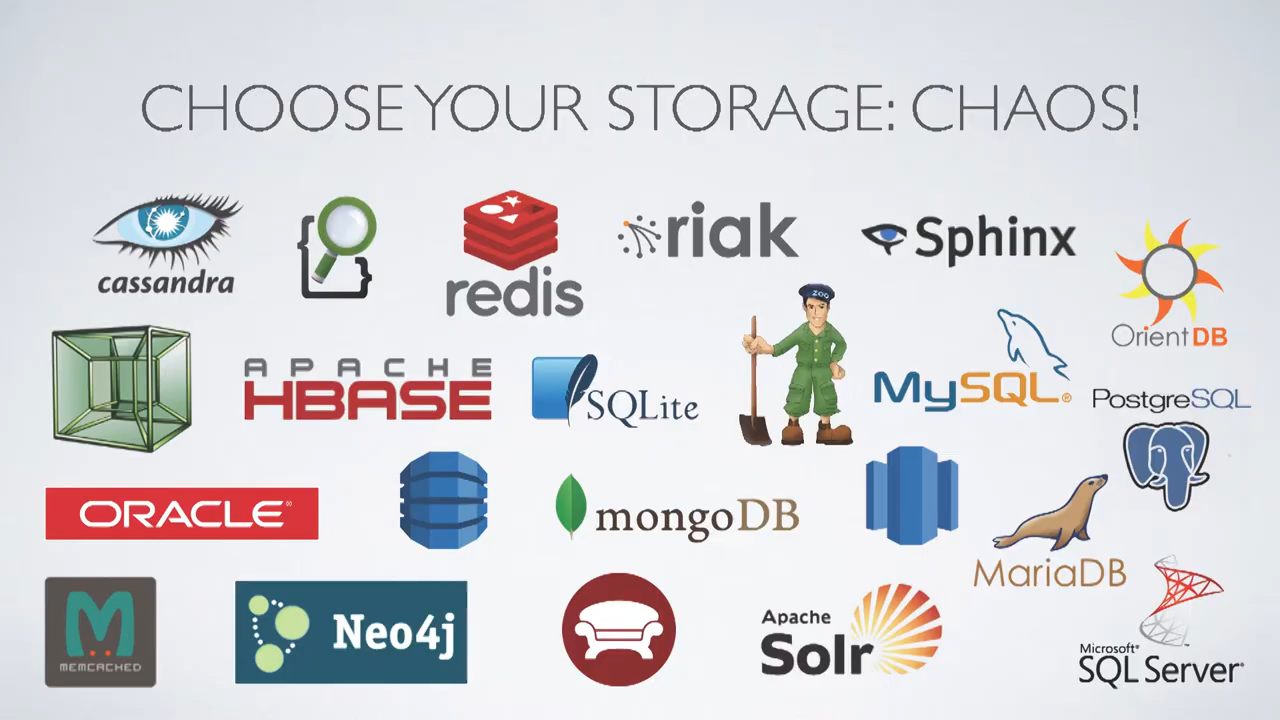 CHOOSE YOUR STORAGE: CHAOS!
cassandra
redis
riak
Sphinx
OrientDB
APACHE
HBASE
SQLite
ZOO
MySQL®
PostgreSQL
ORACLE®
mongoDB
MariaDB
MEMCACHED
Neo4j
Apache
Solr
Microsoft®
SQL Server®